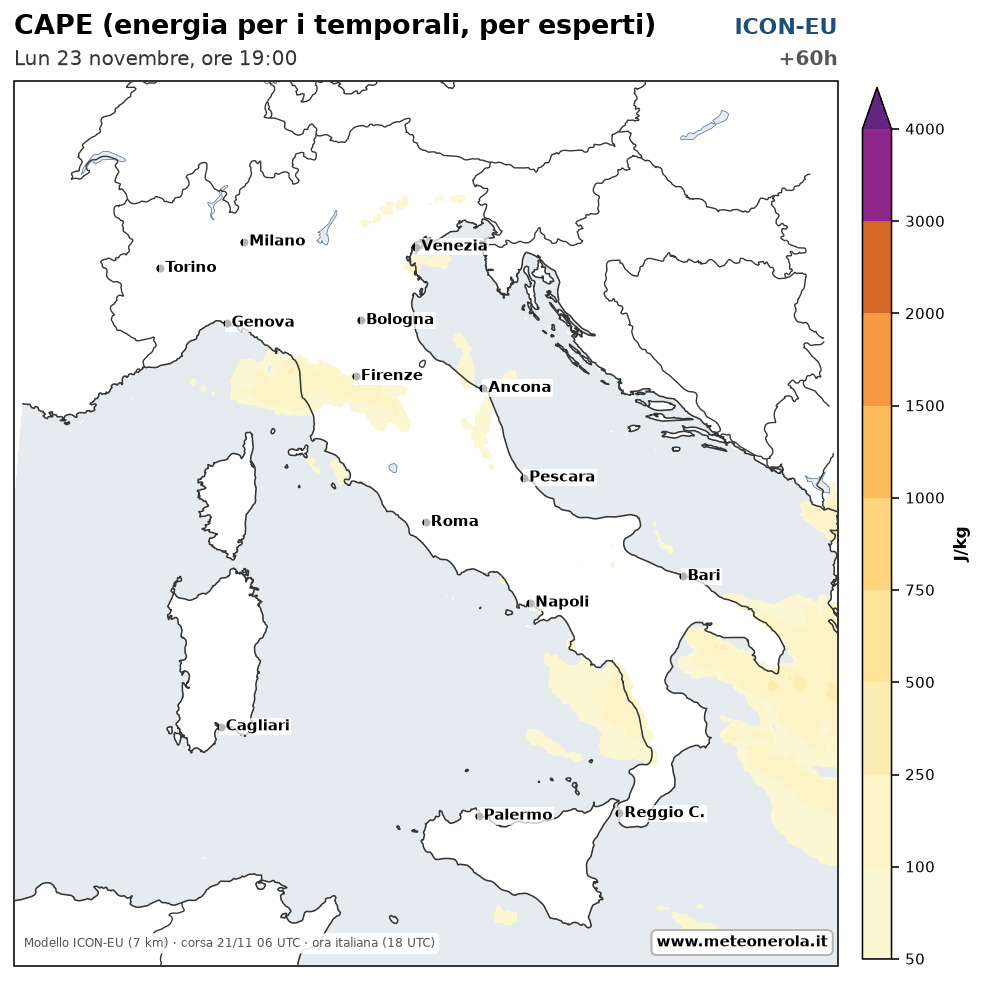 CAPE (energia per i temporali, per esperti)
ICON-EU
Lun 23 novembre, ore 19:00
+60h
4000
3000
2000
1500
1000
750
500
250
100
50
J/kg
Milano
Venezia
Torino
Genova
Bologna
Firenze
Ancona
Pescara
Roma
Bari
Napoli
Cagliari
Palermo
Reggio C.
Modello ICON-EU (7 km) · corsa 21/11 06 UTC · ora italiana (18 UTC)
www.meteonerola.it